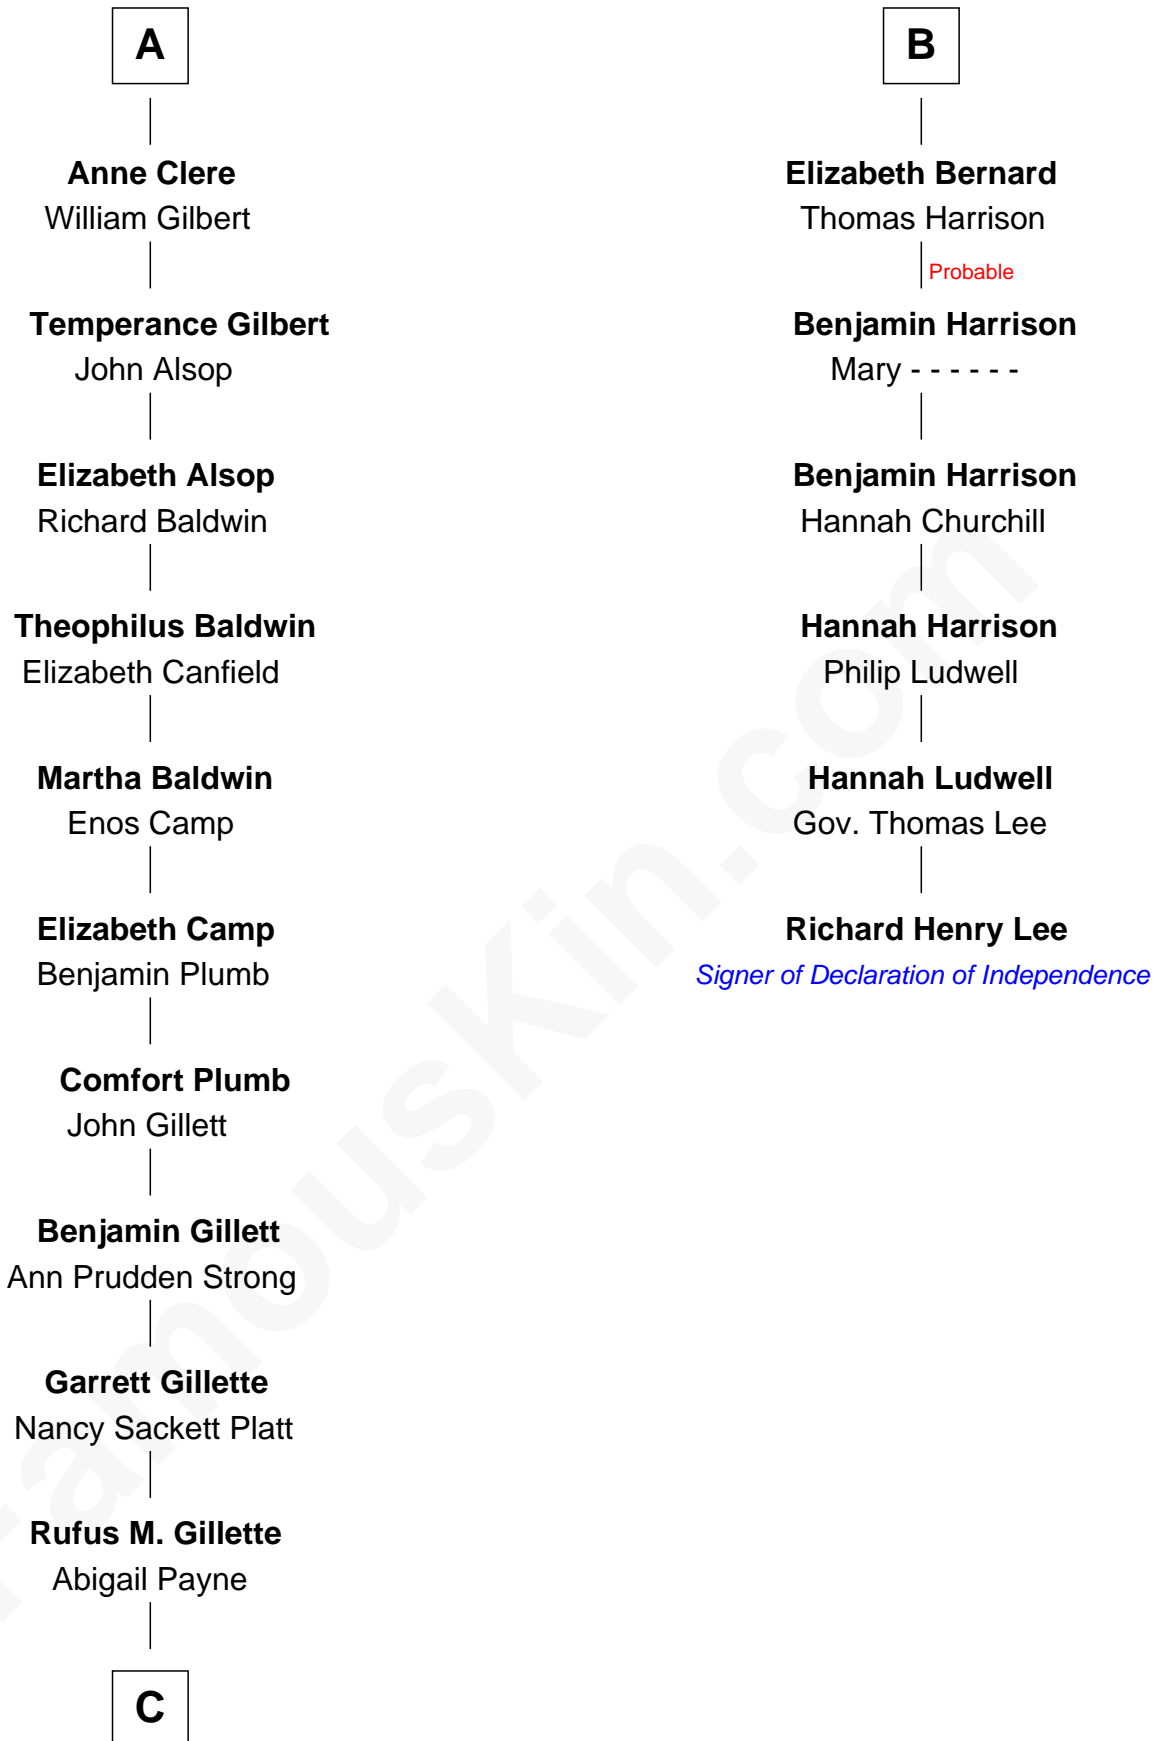 A
Anne Clere
William Gilbert
Temperance Gilbert
John Alsop
Elizabeth Alsop
Richard Baldwin
Theophilus Baldwin
Elizabeth Canfield
Martha Baldwin
Enos Camp
Elizabeth Camp
Benjamin Plumb
Comfort Plumb
John Gillett
Benjamin Gillett
Ann Prudden Strong
Garrett Gillette
Nancy Sackett Platt
Rufus M. Gillette
Abigail Payne
C
B
Elizabeth Bernard
Thomas Harrison
Probable
Benjamin Harrison
Mary - - - - - -
Benjamin Harrison
Hannah Churchill
Hannah Harrison
Philip Ludwell
Hannah Ludwell
Gov. Thomas Lee
Richard Henry Lee
Signer of Declaration of Independence
FamousKin.com